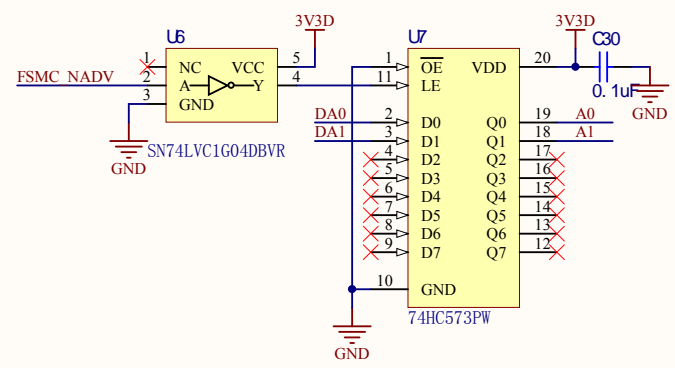 3V3D 3V3D
U6 U7 C30
1 NC VCC 5 1 OE VDD 20
FSMC_NADV 2 A Y 4 11 LE 0.1uF
3 GND GND
DA0 2 D0 Q0 19 A0
DA1 3 D1 Q1 18 A1
GND SN74LVC1G04DBVR 4 D2 Q2 17
5 D3 Q3 16
6 D4 Q4 15
7 D5 Q5 14
8 D6 Q6 13
9 D7 Q7 12
10 GND
74HC573PW
GND